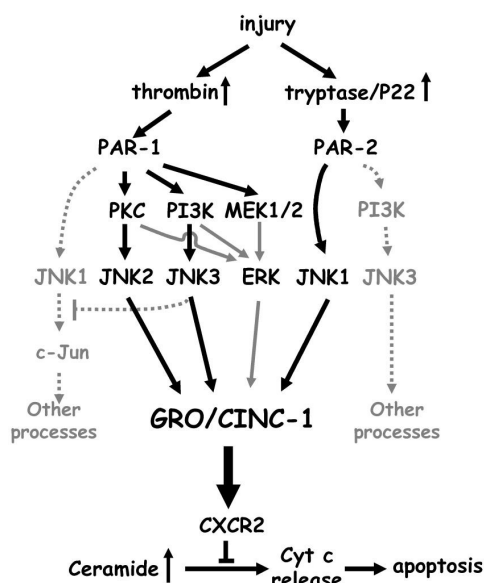 injury
thrombin tryptase/P22
PAR-1 PAR-2
PKC PI3K MEK1/2 PI3K
JNK1 JNK2 JNK3 ERK JNK1 JNK3
c-Jun
Other
processes
Other
processes
GRO/CINC-1
CXCR2
Ceramide Cyt c
release apoptosis